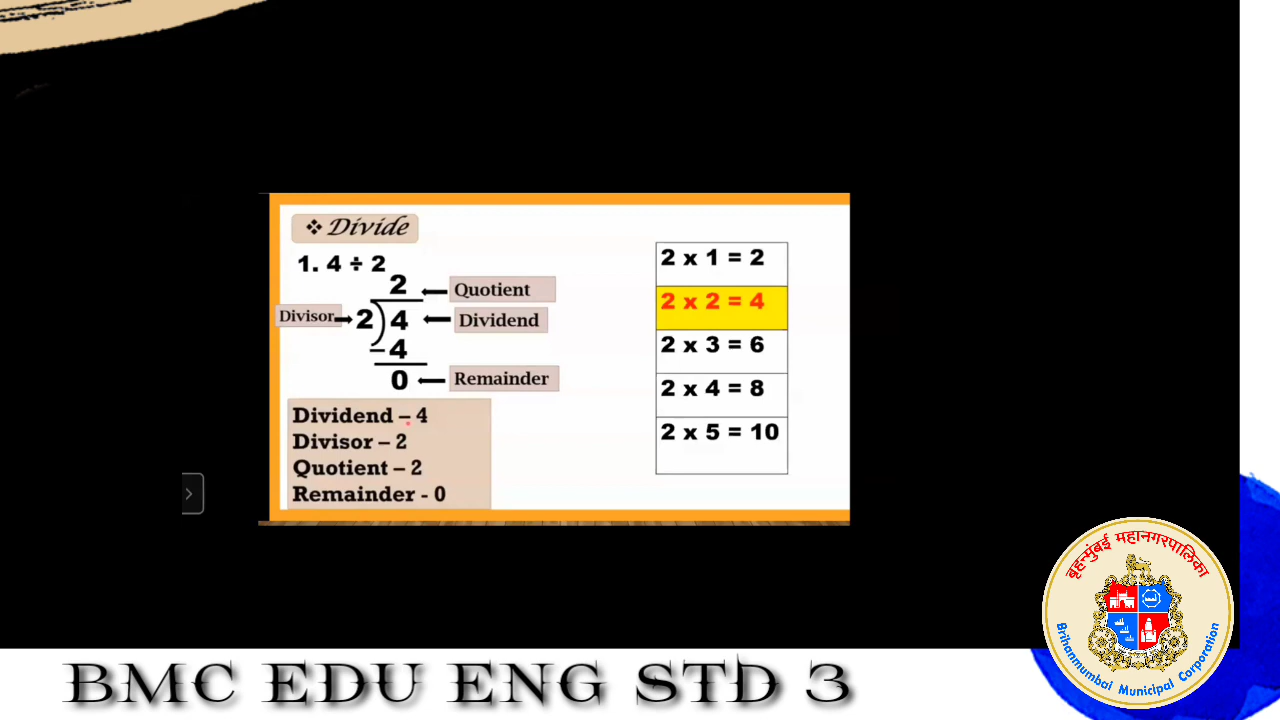 ❖ Divide
1. 4 ÷ 2
2
Quotient
Divisor
2
4
Dividend
– 4
0
Remainder
Dividend – 4
Divisor – 2
Quotient – 2
Remainder - 0
2 x 1 = 2
2 x 2 = 4
2 x 3 = 6
2 x 4 = 8
2 x 5 = 10
बृहन्मुंबई महानगरपालिका
Brihanmumbai Municipal Corporation
BMC EDU ENG STD 3